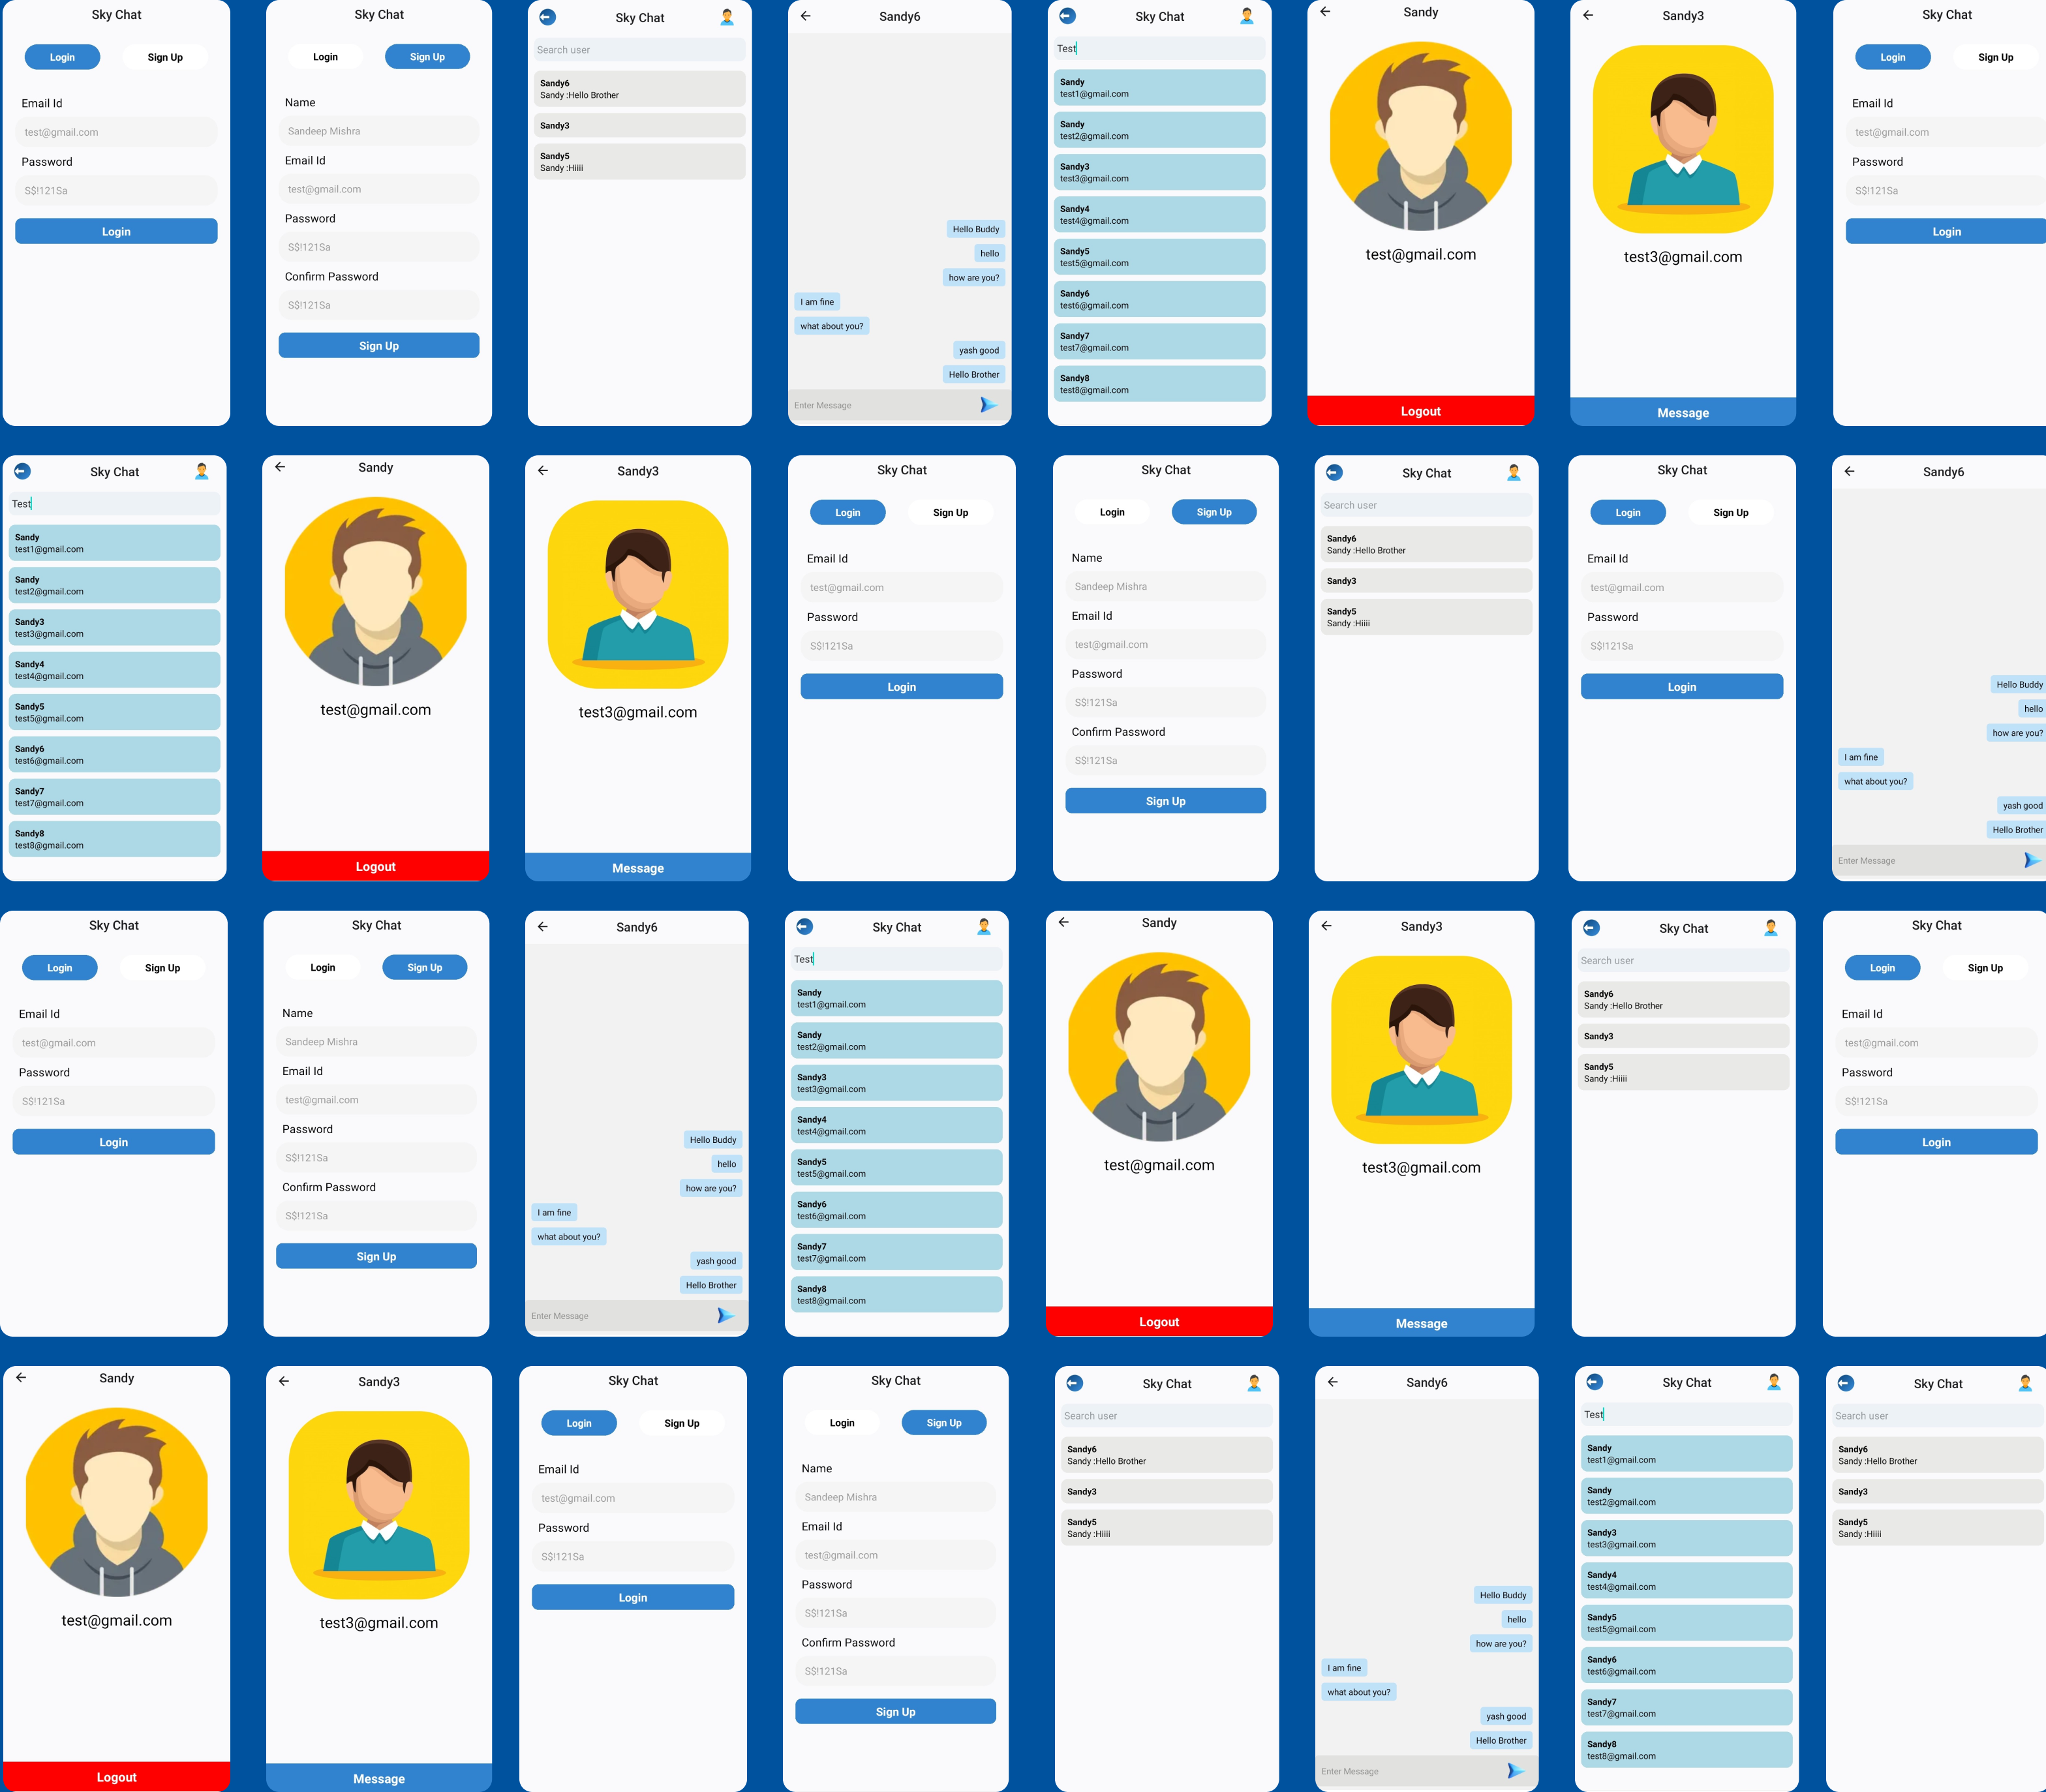 Sky Chat
Login Sign Up
Email Id
test@gmail.com
Password
S$!121Sa
Login
Sky Chat
Login Sign Up
Name
Sandeep Mishra
Email Id
test@gmail.com
Password
S$!121Sa
Confirm Password
S$!121Sa
Sign Up
Sky Chat
Search user
Sandy6
Sandy :Hello Brother
Sandy3
Sandy5
Sandy :Hiiii
Sandy6
Hello Buddy
hello
how are you?
I am fine
what about you?
yash good
Hello Brother
Enter Message
Sky Chat
Test
Sandy
test1@gmail.com
Sandy
test2@gmail.com
Sandy3
test3@gmail.com
Sandy4
test4@gmail.com
Sandy5
test5@gmail.com
Sandy6
test6@gmail.com
Sandy7
test7@gmail.com
Sandy8
test8@gmail.com
Sandy
test@gmail.com
Logout
Sandy3
test3@gmail.com
Message
Sky Chat
Login Sign Up
Email Id
test@gmail.com
Password
S$!121Sa
Login
Sky Chat
Test
Sandy
test1@gmail.com
Sandy
test2@gmail.com
Sandy3
test3@gmail.com
Sandy4
test4@gmail.com
Sandy5
test5@gmail.com
Sandy6
test6@gmail.com
Sandy7
test7@gmail.com
Sandy8
test8@gmail.com
Sandy
test@gmail.com
Logout
Sandy3
test3@gmail.com
Message
Sky Chat
Login Sign Up
Email Id
test@gmail.com
Password
S$!121Sa
Login
Sky Chat
Login Sign Up
Name
Sandeep Mishra
Email Id
test@gmail.com
Password
S$!121Sa
Confirm Password
S$!121Sa
Sign Up
Sky Chat
Search user
Sandy6
Sandy :Hello Brother
Sandy3
Sandy5
Sandy :Hiiii
Sky Chat
Login Sign Up
Email Id
test@gmail.com
Password
S$!121Sa
Login
Sandy6
Hello Buddy
hello
how are you?
I am fine
what about you?
yash good
Hello Brother
Enter Message
Sky Chat
Login Sign Up
Email Id
test@gmail.com
Password
S$!121Sa
Login
Sky Chat
Login Sign Up
Name
Sandeep Mishra
Email Id
test@gmail.com
Password
S$!121Sa
Confirm Password
S$!121Sa
Sign Up
Sandy6
Hello Buddy
hello
how are you?
I am fine
what about you?
yash good
Hello Brother
Enter Message
Sky Chat
Test
Sandy
test1@gmail.com
Sandy
test2@gmail.com
Sandy3
test3@gmail.com
Sandy4
test4@gmail.com
Sandy5
test5@gmail.com
Sandy6
test6@gmail.com
Sandy7
test7@gmail.com
Sandy8
test8@gmail.com
Sandy
test@gmail.com
Logout
Sandy3
test3@gmail.com
Message
Sky Chat
Search user
Sandy6
Sandy :Hello Brother
Sandy3
Sandy5
Sandy :Hiiii
Sky Chat
Login Sign Up
Email Id
test@gmail.com
Password
S$!121Sa
Login
Sandy
test@gmail.com
Logout
Sandy3
test3@gmail.com
Message
Sky Chat
Login Sign Up
Email Id
test@gmail.com
Password
S$!121Sa
Login
Sky Chat
Login Sign Up
Name
Sandeep Mishra
Email Id
test@gmail.com
Password
S$!121Sa
Confirm Password
S$!121Sa
Sign Up
Sky Chat
Search user
Sandy6
Sandy :Hello Brother
Sandy3
Sandy5
Sandy :Hiiii
Sandy6
Hello Buddy
hello
how are you?
I am fine
what about you?
yash good
Hello Brother
Enter Message
Sky Chat
Test
Sandy
test1@gmail.com
Sandy
test2@gmail.com
Sandy3
test3@gmail.com
Sandy4
test4@gmail.com
Sandy5
test5@gmail.com
Sandy6
test6@gmail.com
Sandy7
test7@gmail.com
Sandy8
test8@gmail.com
Sky Chat
Search user
Sandy6
Sandy :Hello Brother
Sandy3
Sandy5
Sandy :Hiiii